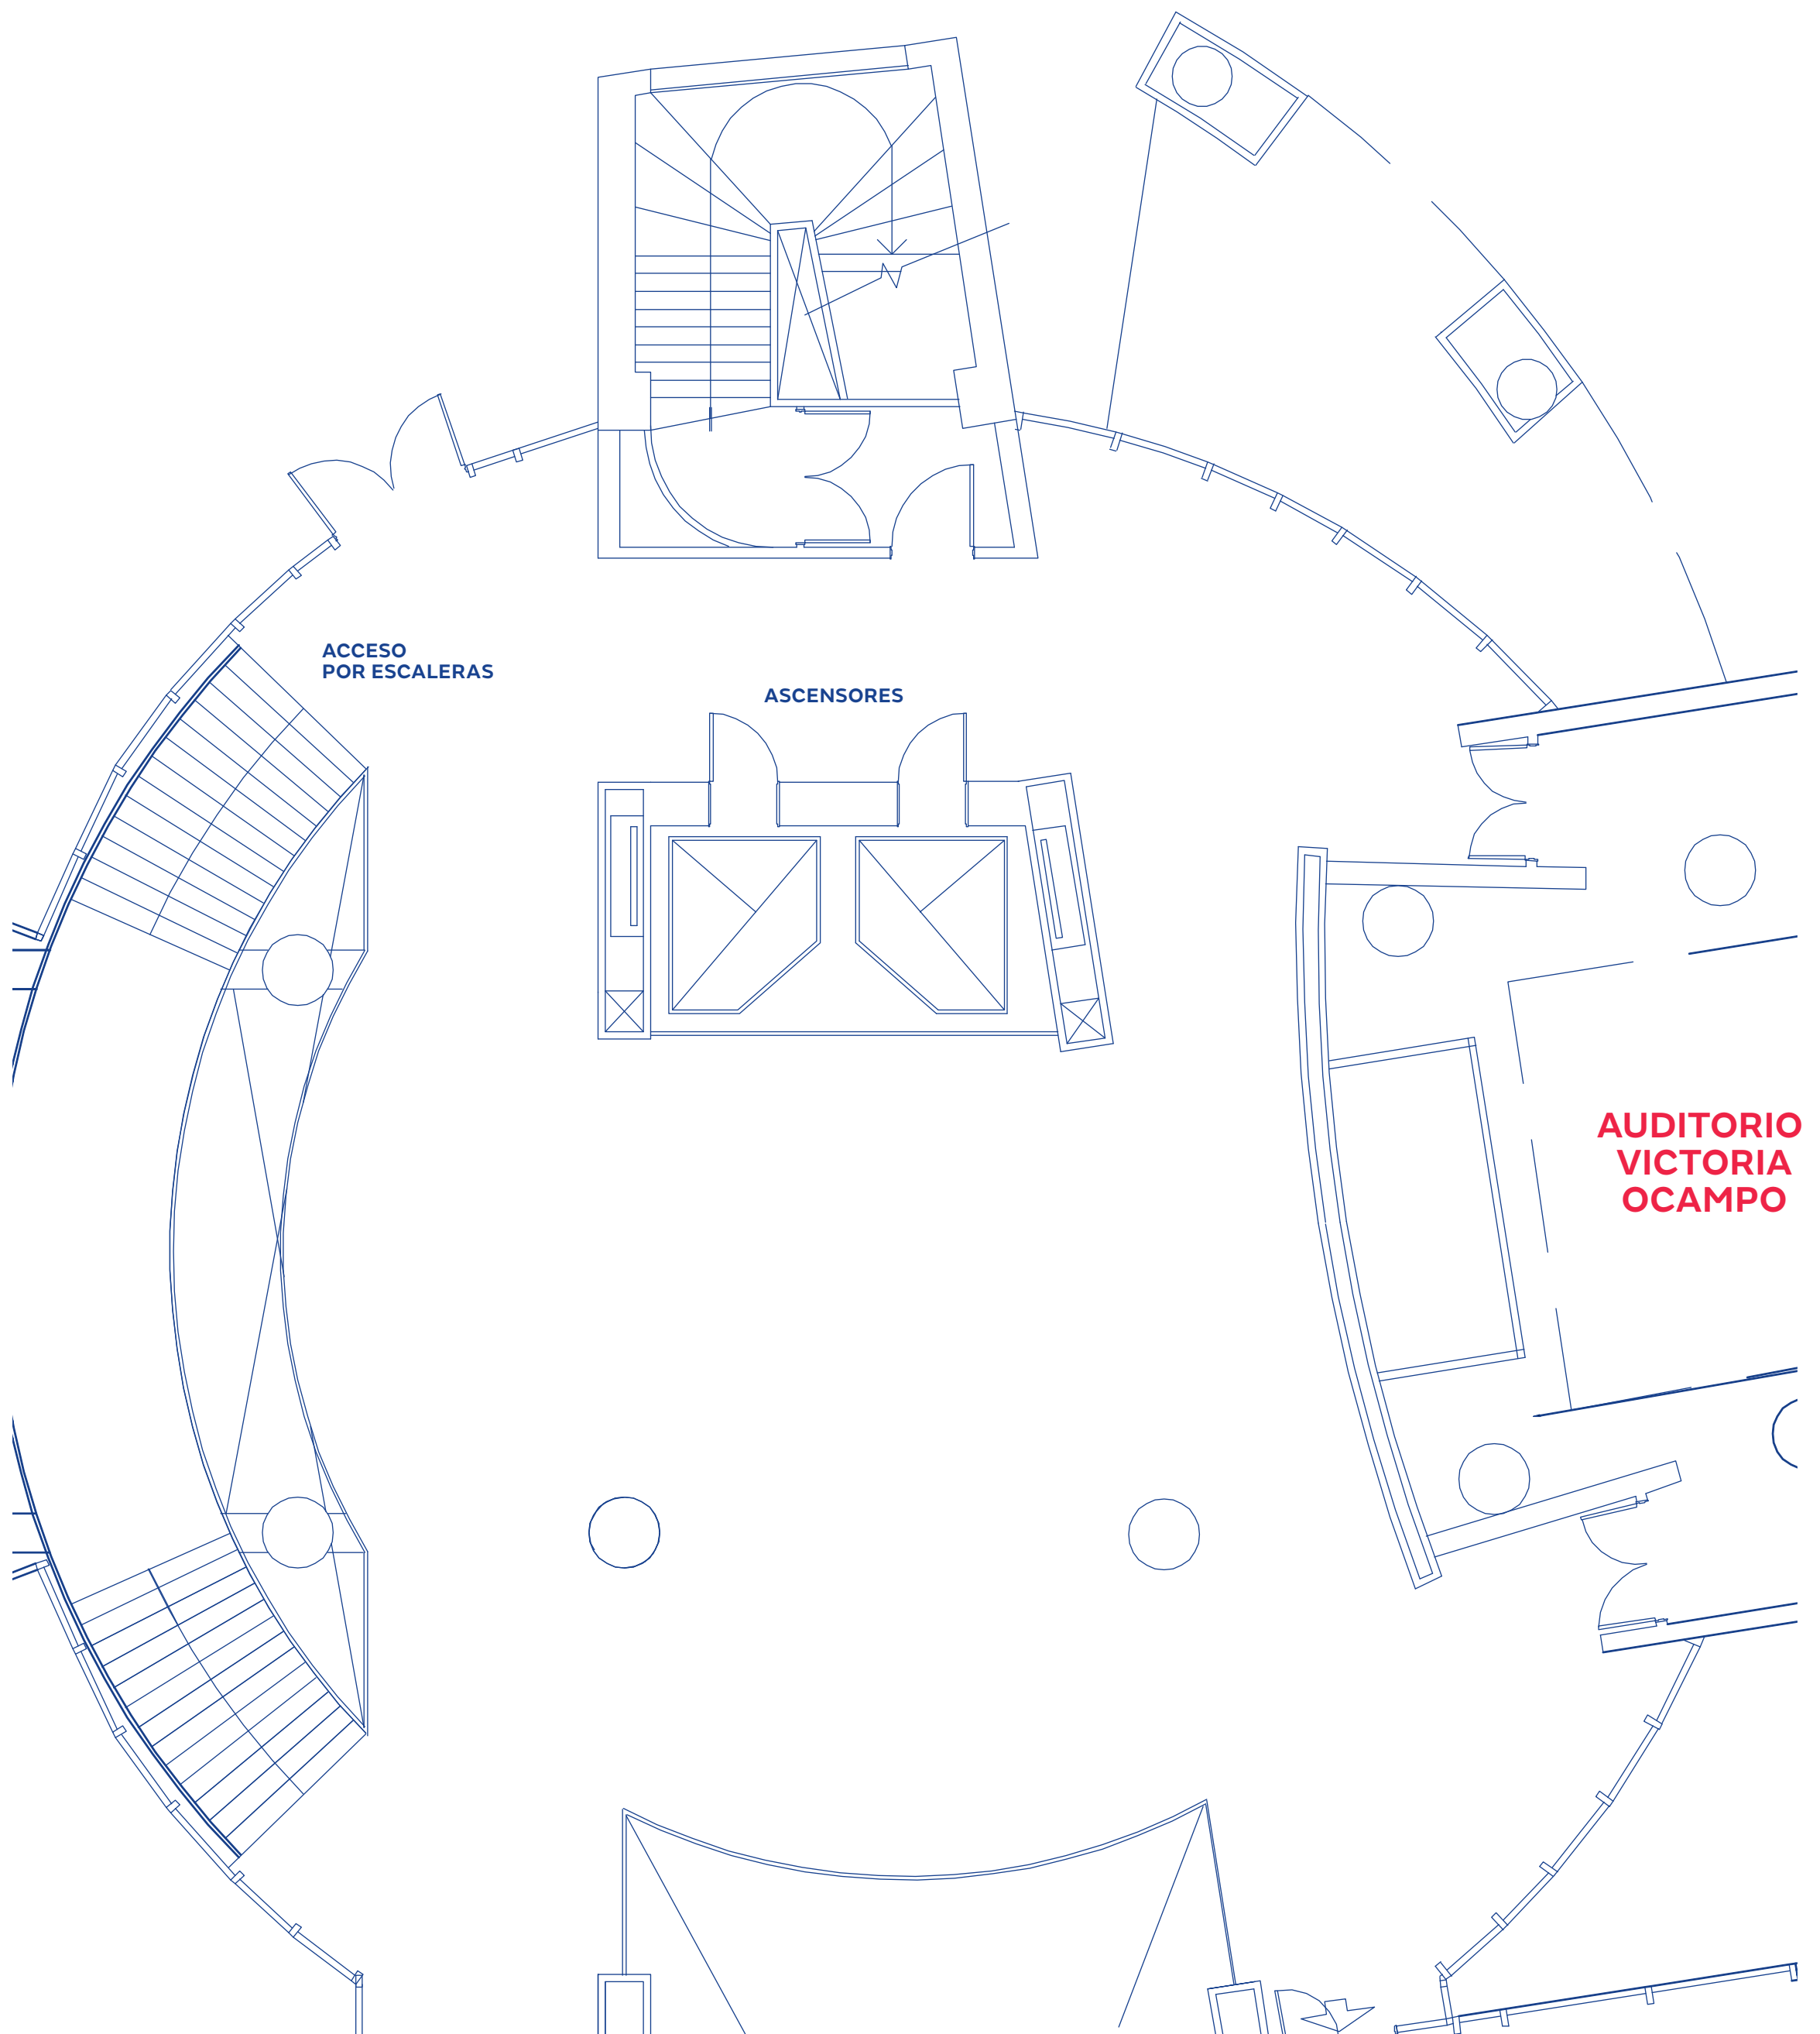 ACCESO
POR ESCALERAS
ASCENSORES
AUDITORIO
VICTORIA
OCAMPO